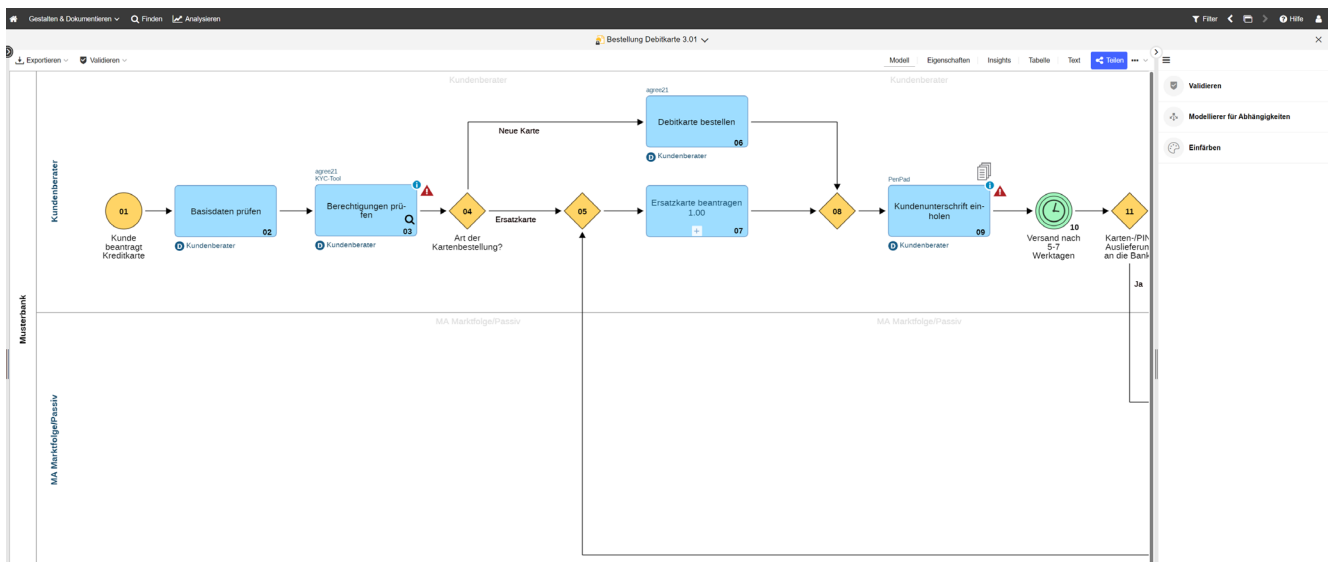 Gestalten & Dokumentieren Finden Analysieren Filter Hilfe
Bestellung Debitkarte 3.01
Exportieren Validieren Modell Eigenschaften Insights Tabelle Text Teilen
Validieren
Modellierer für Abhängigkeiten
Einfärben
Musterbank
Kundenberater
Kundenberater
Kundenberater
01
Kunde
beantragt
Kreditkarte
Basisdaten prüfen
02
D Kundenberater
agree21
KYC-Tool
Berechtigungen prü-
fen
03
D Kundenberater
04
Art der
Kartenbestellung?
Neue Karte
Ersatzkarte
05
agree21
Debitkarte bestellen
06
D Kundenberater
Ersatzkarte beantragen
1.00
07
08
PenPad
Kundenunterschrift ein-
holen
09
D Kundenberater
10
Versand nach
5-7
Werktagen
11
Karten-/PIN
Auslieferun
an die Bank
Ja
MA Marktfolge/Passiv
MA Marktfolge/Passiv
MA Marktfolge/Passiv